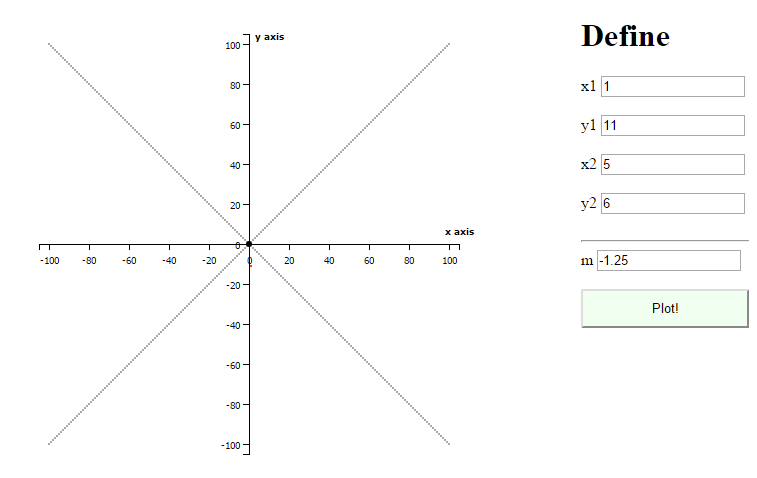 y axis
100
80
60
40
20
0
x axis
-100 -80 -60 -40 -20 0 20 40 60 80 100
-20
-40
-60
-80
-100
Define
x1 1
y1 11
x2 5
y2 6
m -1.25
Plot!